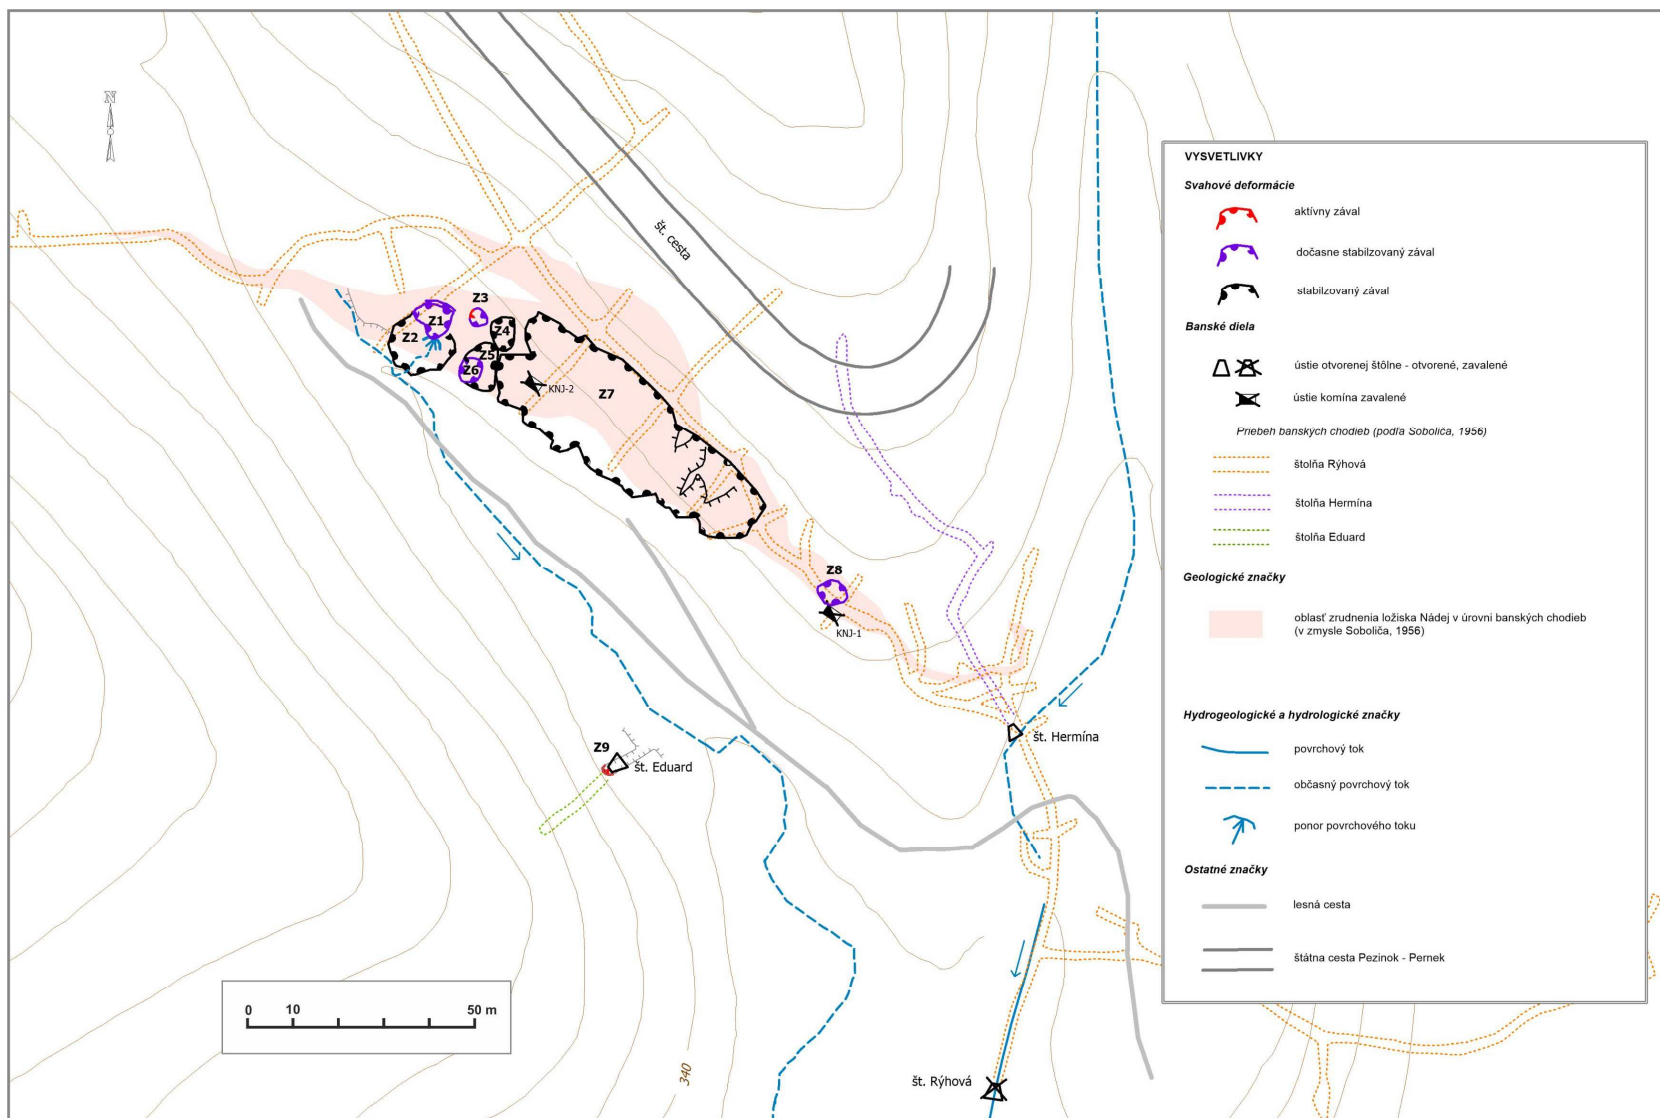 N
št. cesta
Z3
Z1
Z2
Z4
Z5
Z6
Z7
KNJ-2
Z8
KNJ-1
št. Hermína
Z9
št. Eduard
0 10 50 m
340
št. Rýhová
VYSVETLIVKY
Svahové deformácie
aktívny zával
dočasne stabilzovaný zával
stabilzovaný zával
Banské diela
ústie otvorenej štôlne - otvorené, zavalené
ústie komína zavalené
Priebeh banských chodieb (podľa Soboliča, 1956)
štolňa Rýhová
štolňa Hermína
štolňa Eduard
Geologické značky
oblasť zrudnenia ložiska Nádej v úrovni banských chodieb
(v zmysle Soboliča, 1956)
Hydrogeologické a hydrologické značky
povrchový tok
občasný povrchový tok
ponor povrchového toku
Ostatné značky
lesná cesta
štátna cesta Pezinok - Pernek